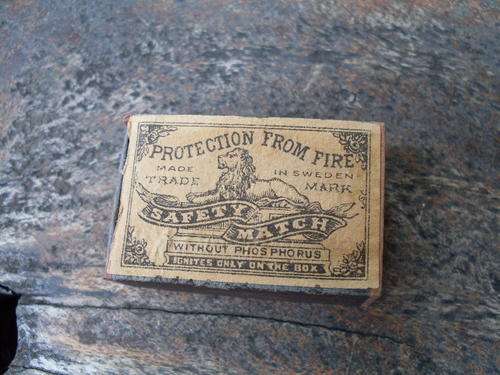 PROTECTION FROM FIRE
MADE IN SWEDEN
TRADE MARK
SAFETY MATCH
WITHOUT PHOSPHORUS
IGNITES ONLY ON THE BOX